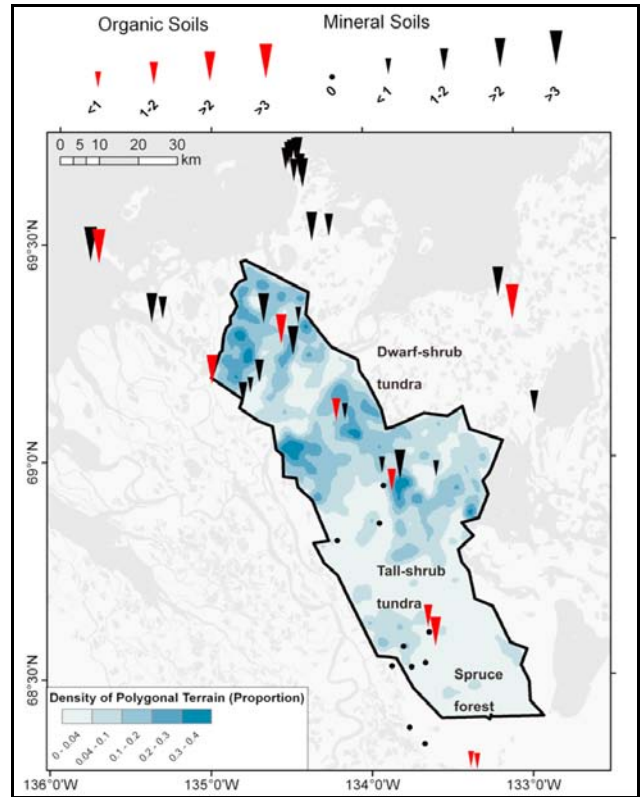 Organic Soils Mineral Soils
<1 1-2 >2 >3 0 <1 1-2 >2 >3
0 5 10 20 30
km
69°30'N
Dwarf-shrub
tundra
69°0'N
Tall-shrub
tundra
68°30'N
Spruce
forest
Density of Polygonal Terrain (Proportion)
0 - 0.04 0.04 - 0.1 0.1 - 0.2 0.2 - 0.3 0.3 - 0.4
136°0'W 135°0'W 134°0'W 133°0'W